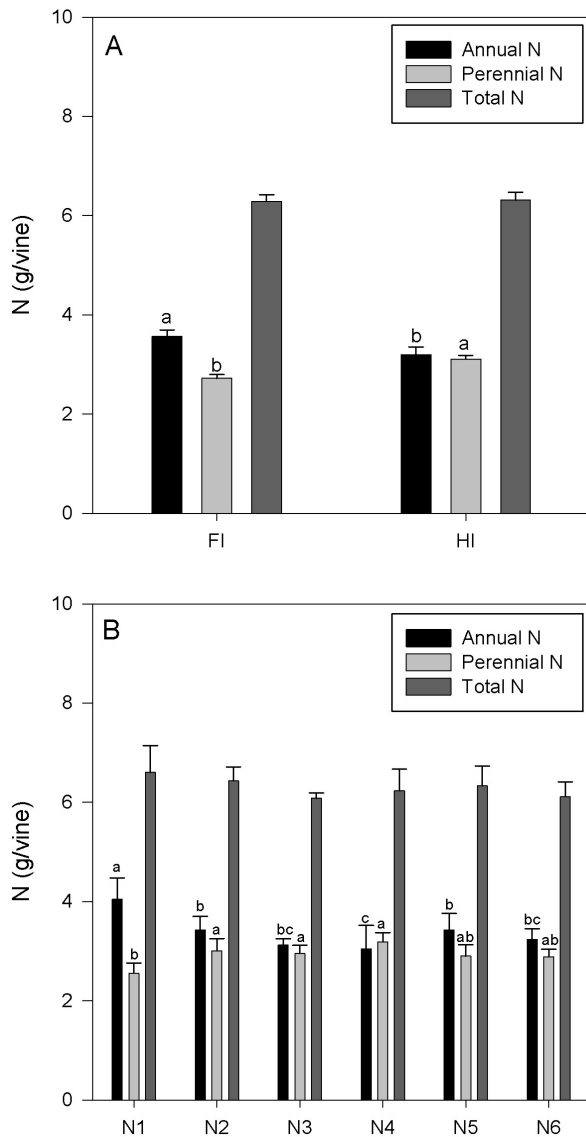 A
Annual N
Perennial N
Total N
10
8
6
4
2
0
N (g/vine)
a
b
b
a
FI
HI
B
Annual N
Perennial N
Total N
10
8
6
4
2
0
N (g/vine)
a
b
b
a
bc
a
c
a
b
ab
bc
ab
N1
N2
N3
N4
N5
N6